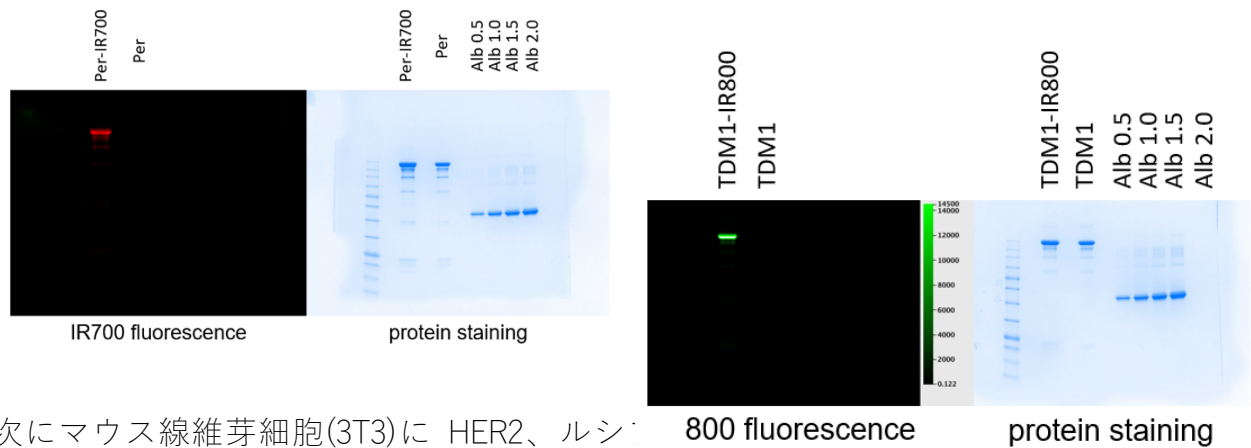 Per-IR700
Per
Per-IR700
Per
Alb 0.5
Alb 1.0
Alb 1.5
Alb 2.0
IR700 fluorescence
protein staining
TDM1-IR800
TDM1
TDM1-IR800
TDM1
Alb 0.5
Alb 1.0
Alb 1.5
Alb 2.0
14500
14000
12000
10000
8000
6000
4000
2000
0.122
800 fluorescence
protein staining
次にマウス線維芽細胞(3T3)に HER2、ルシ